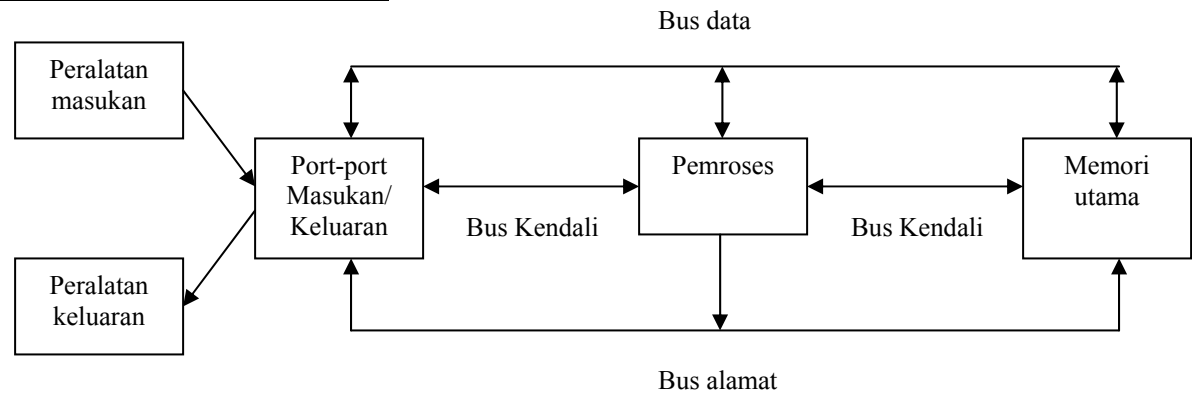 Bus data
Peralatan
masukan
Port-port
Masukan/
Keluaran
Pemroses
Memori
utama
Bus Kendali
Bus Kendali
Peralatan
keluaran
Bus alamat